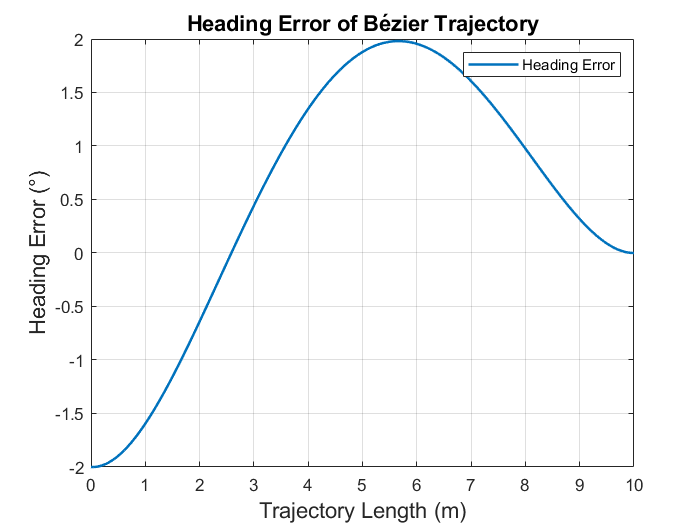 Heading Error of Bézier Trajectory
Heading Error
Heading Error (°)
2
1.5
1
0.5
0
-0.5
-1
-1.5
-2
0 1 2 3 4 5 6 7 8 9 10
Trajectory Length (m)